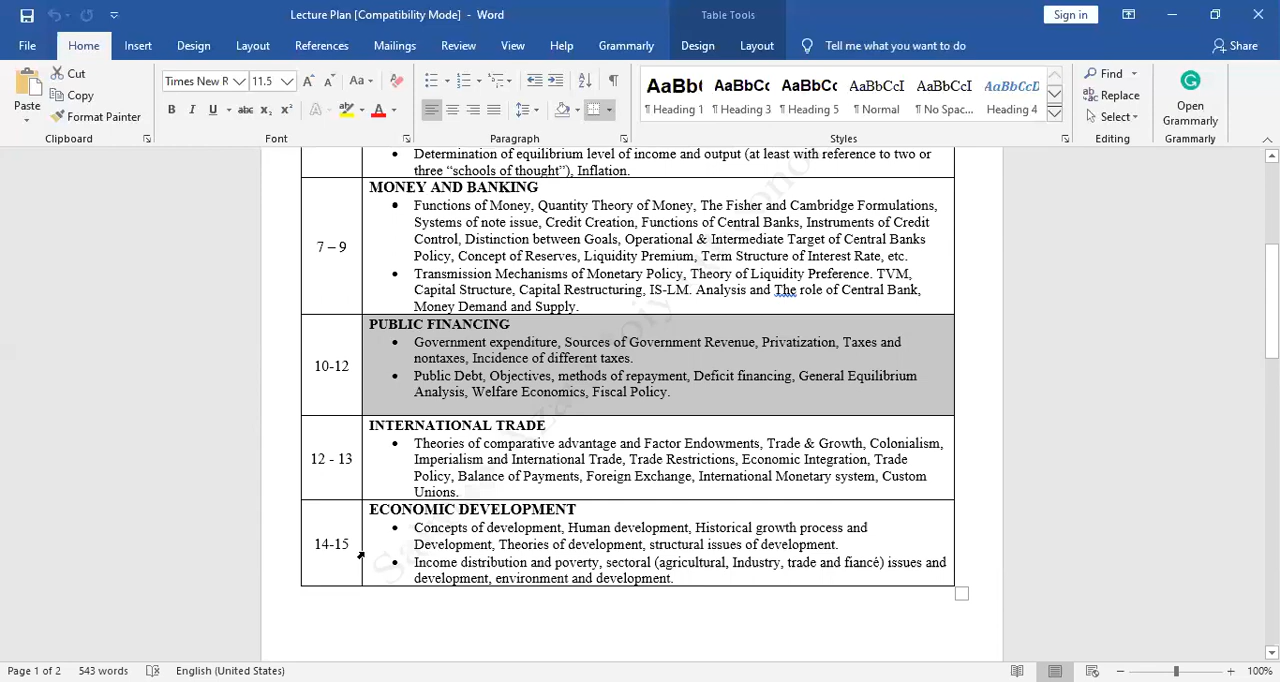 Lecture Plan [Compatibility Mode] - Word
Table Tools
Sign in
File
Home
Insert
Design
Layout
References
Mailings
Review
View
Help
Grammarly
Design
Layout
Tell me what you want to do
Share
Paste
Cut
Copy
Format Painter
Clipboard
Times New R
11.5
Font
Paragraph
AaBb( AaBbCc AaBbCc AaBbCcI AaBbCcI AaBbCcD
¶ Heading 1 ¶ Heading 3 ¶ Heading 5 ¶ Normal ¶ No Spac... Heading 4
Styles
Find
Replace
Select
Editing
Open
Grammarly
Grammarly
• Determination of equilibrium level of income and output (at least with reference to two or
three “schools of thought”), Inflation.
7 – 9
MONEY AND BANKING
• Functions of Money, Quantity Theory of Money, The Fisher and Cambridge Formulations,
Systems of note issue, Credit Creation, Functions of Central Banks, Instruments of Credit
Control, Distinction between Goals, Operational & Intermediate Target of Central Banks
Policy, Concept of Reserves, Liquidity Premium, Term Structure of Interest Rate, etc.
• Transmission Mechanisms of Monetary Policy, Theory of Liquidity Preference. TVM,
Capital Structure, Capital Restructuring, IS-LM. Analysis and The role of Central Bank,
Money Demand and Supply.
10-12
PUBLIC FINANCING
• Government expenditure, Sources of Government Revenue, Privatization, Taxes and
nontaxes, Incidence of different taxes.
• Public Debt, Objectives, methods of repayment, Deficit financing, General Equilibrium
Analysis, Welfare Economics, Fiscal Policy.
12 - 13
INTERNATIONAL TRADE
• Theories of comparative advantage and Factor Endowments, Trade & Growth, Colonialism,
Imperialism and International Trade, Trade Restrictions, Economic Integration, Trade
Policy, Balance of Payments, Foreign Exchange, International Monetary system, Custom
Unions.
14-15
ECONOMIC DEVELOPMENT
• Concepts of development, Human development, Historical growth process and
Development, Theories of development, structural issues of development.
• Income distribution and poverty, sectoral (agricultural, Industry, trade and fiancé) issues and
development, environment and development.
Page 1 of 2
543 words
English (United States)
100%